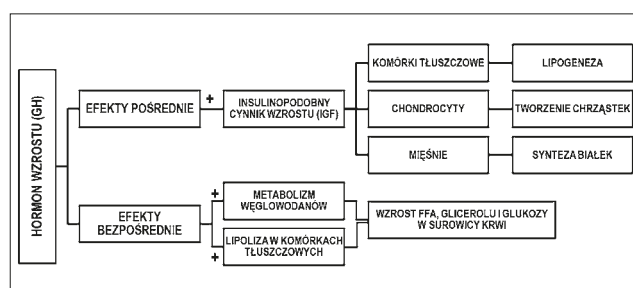 HORMON WZROSTU (GH)
EFEKTY POŚREDNIE
+
INSULINOPODOBNY
CYNNIK WZROSTU (IGF)
KOMÓRKI TŁUSZCZOWE
LIPOGENEZA
CHONDROCYTY
TWORZENIE CHRZĄSTEK
MIĘŚNIE
SYNTEZA BIAŁEK
EFEKTY
BEZPOŚREDNIE
+
METABOLIZM
WĘGLOWODANÓW
+
LIPOLIZA W KOMÓRKACH
TŁUSZCZOWYCH
WZROST FFA, GLICEROLU I GLUKOZY
W SUROWICY KRWI